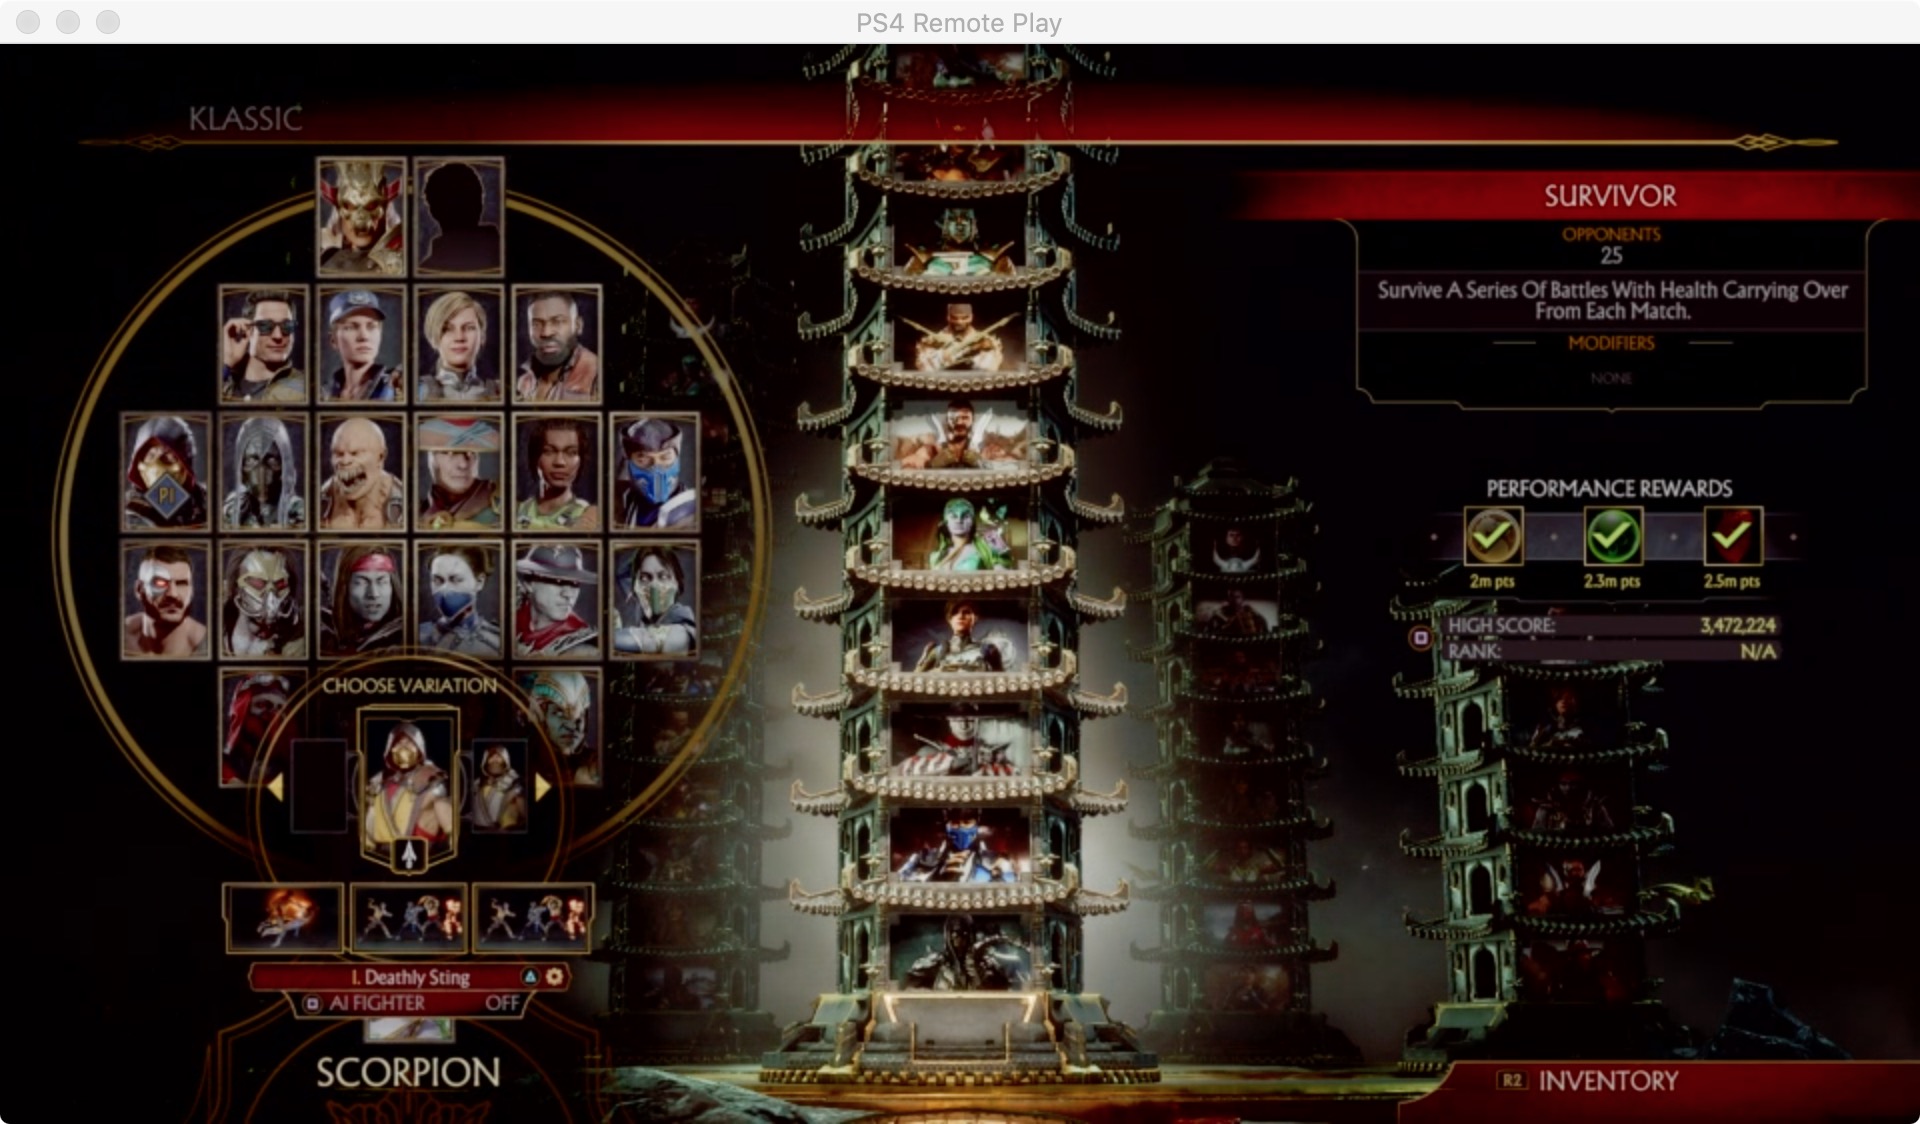 PS4 Remote Play
KLASSIC
SURVIVOR
OPPONENTS
25
Survive A Series Of Battles With Health Carrying Over
From Each Match.
MODIFIERS
NONE
P1
PERFORMANCE REWARDS
2m pts
2.3m pts
2.5m pts
HIGH SCORE: 3,472,224
RANK: N/A
CHOOSE VARIATION
1. Deathly Sting
AI FIGHTER OFF
SCORPION
R2 INVENTORY